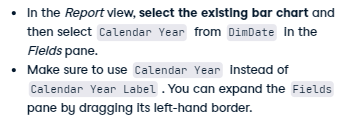 • In the Report view, select the existing bar chart and
then select Calendar Year from DimDate in the
Fields pane.
• Make sure to use Calendar Year instead of
Calendar Year Label . You can expand the Fields
pane by dragging its left-hand border.